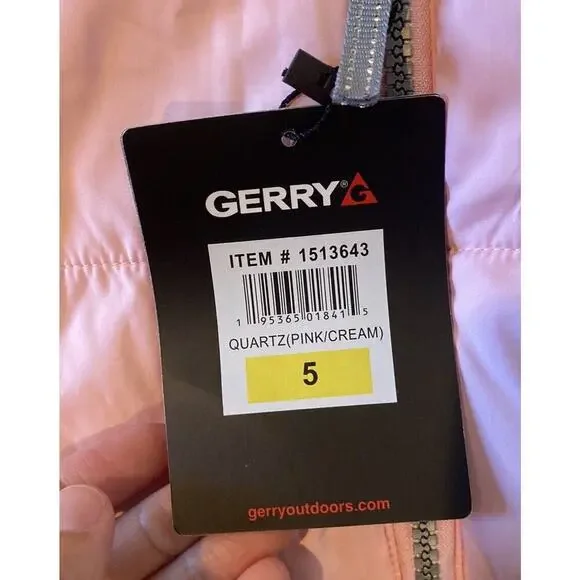 GERRY®
ITEM # 1513643
1 95365 01841 5
QUARTZ(PINK/CREAM)
5
gerryoutdoors.com